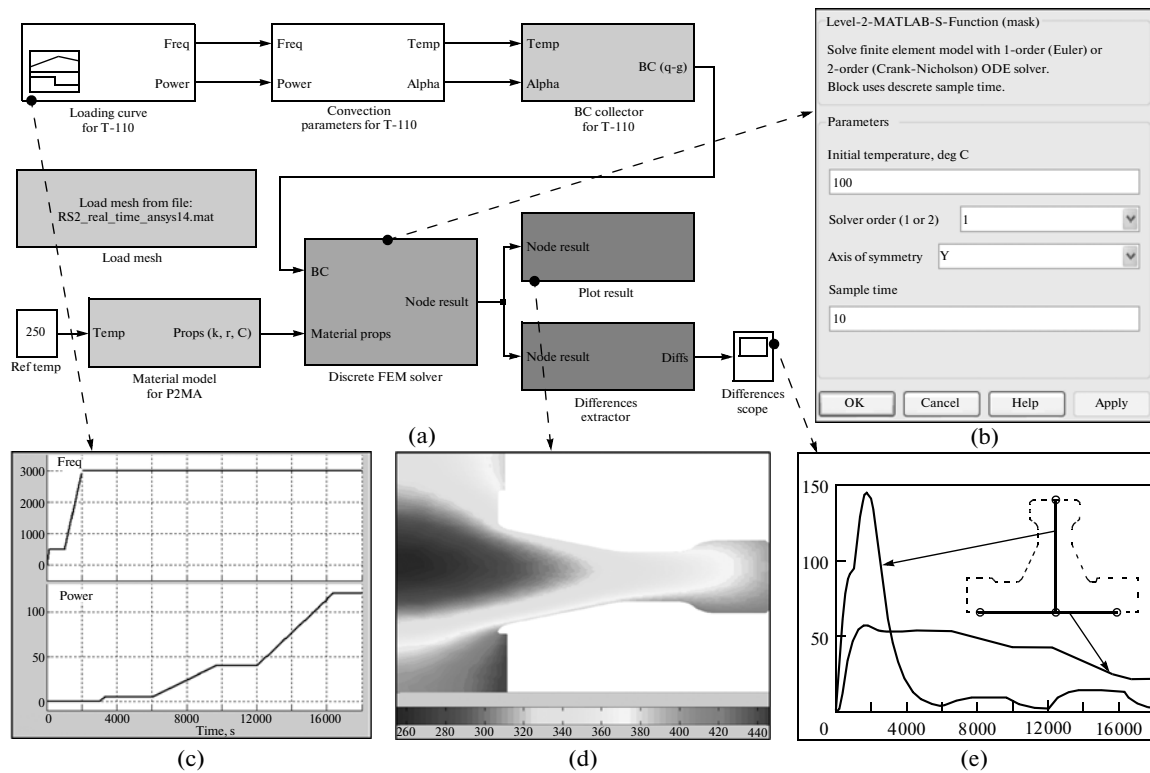 Freq
Power
Loading curve
for T-110
Freq
Power
Temp
Alpha
Convection
parameters for T-110
Temp
Alpha
BC (q-g)
BC collector
for T-110
Load mesh from file:
RS2_real_time_ansys14.mat
Load mesh
250
Ref temp
Temp
Props (k, r, C)
Material model
for P2MA
BC
Material props
Node result
Discrete FEM solver
Node result
Plot result
Node result
Diffs
Differences
extractor
Differences
scope
(a)
Level-2-MATLAB-S-Function (mask)
Solve finite element model with 1-order (Euler) or
2-order (Crank-Nicholson) ODE solver.
Block uses descrete sample time.
Parameters
Initial temperature, deg C
100
Solver order (1 or 2)
1
Axis of symmetry
Y
Sample time
10
OK
Cancel
Help
Apply
(b)
Freq
3000
2000
1000
0
Power
100
50
0
0 4000 8000 12000 16000
Time, s
(c)
260 280 300 320 340 360 380 400 420 440
(d)
150
100
50
0 4000 8000 12000 16000
(e)